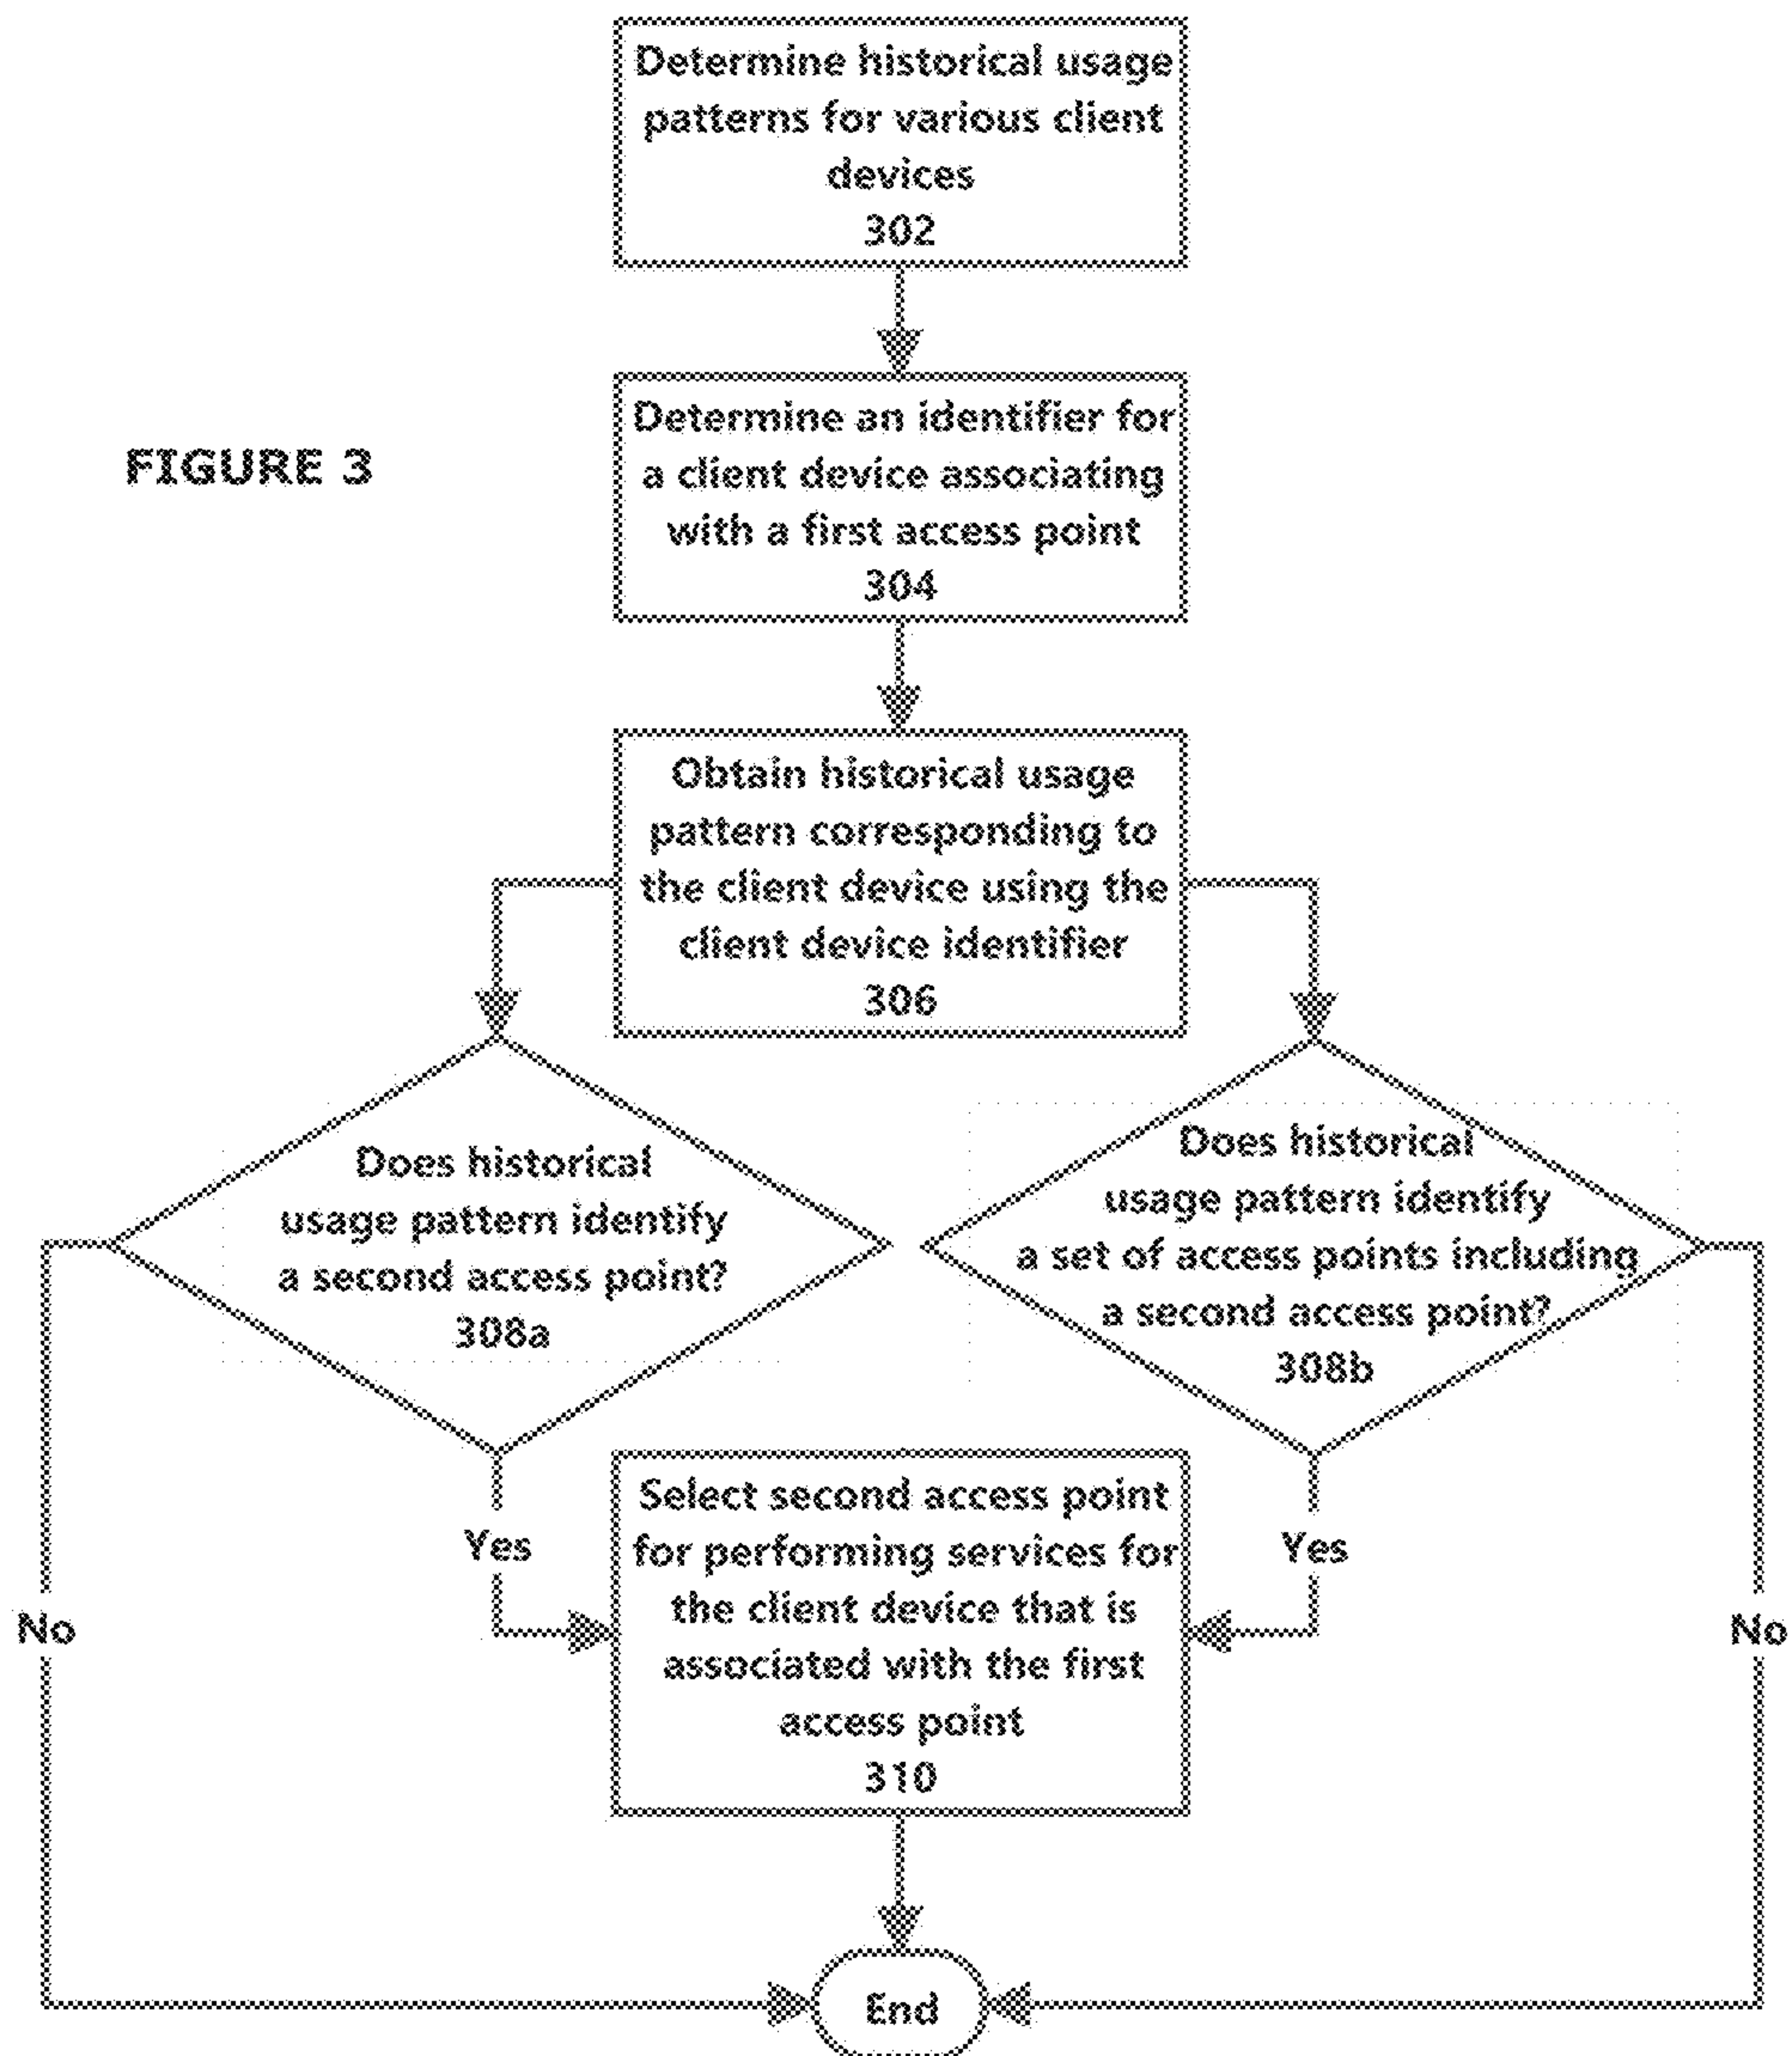 Determine historical usage
patterns for various client
devices
302
FIGURE 3
Determine an identifier for
a client device associating
with a first access point
304
Obtain historical usage
pattern corresponding to
the client device using the
client device identifier
306
Does historical
usage pattern identify
a second access point?
308a
Does historical
usage pattern identify
a set of access points including
a second access point?
308b
Yes
Select second access point
for performing services for
the client device that is
associated with the first
access point
310
Yes
No
No
End